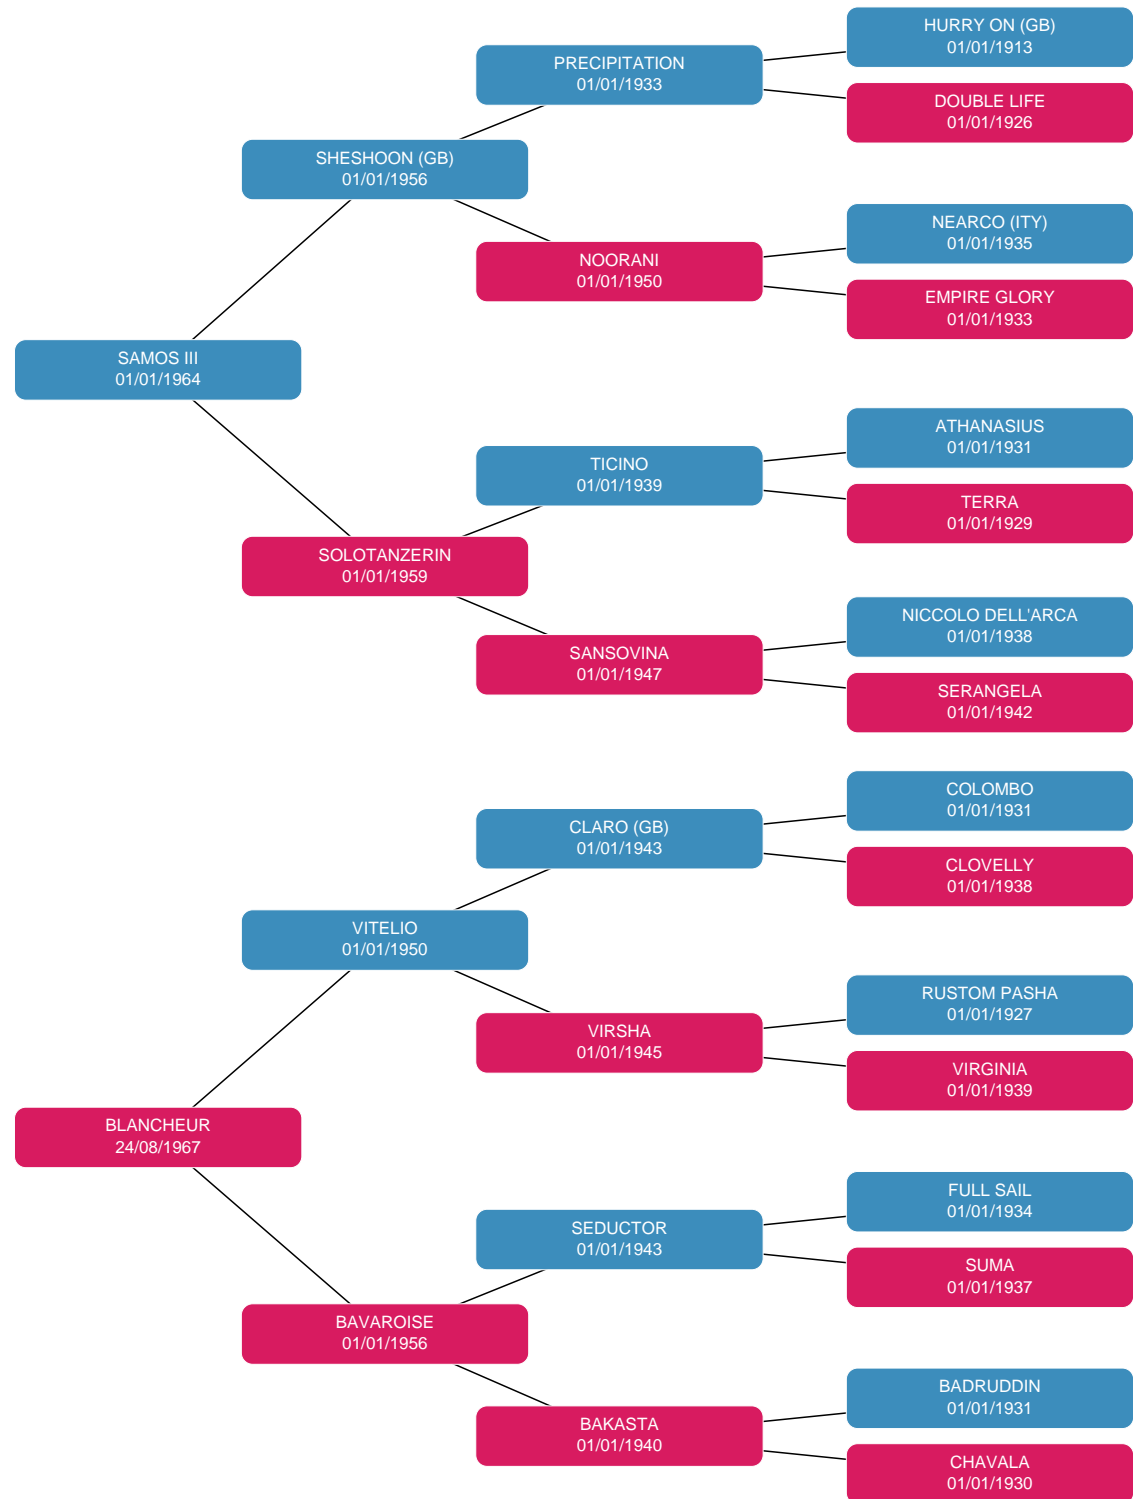 HURRY ON (GB)
01/01/1913
PRECIPITATION
01/01/1933
DOUBLE LIFE
01/01/1926
SHESHOON (GB)
01/01/1956
NEARCO (ITY)
01/01/1935
NOORANI
01/01/1950
EMPIRE GLORY
01/01/1933
SAMOS III
01/01/1964
ATHANASIUS
01/01/1931
TICINO
01/01/1939
TERRA
01/01/1929
SOLOTANZERIN
01/01/1959
NICCOLO DELL'ARCA
01/01/1938
SANSOVINA
01/01/1947
SERANGELA
01/01/1942
COLOMBO
01/01/1931
CLARO (GB)
01/01/1943
CLOVELLY
01/01/1938
VITELIO
01/01/1950
RUSTOM PASHA
01/01/1927
VIRSHA
01/01/1945
VIRGINIA
01/01/1939
BLANCHEUR
24/08/1967
FULL SAIL
01/01/1934
SEDUCTOR
01/01/1943
SUMA
01/01/1937
BAVAROISE
01/01/1956
BADRUDDIN
01/01/1931
BAKASTA
01/01/1940
CHAVALA
01/01/1930